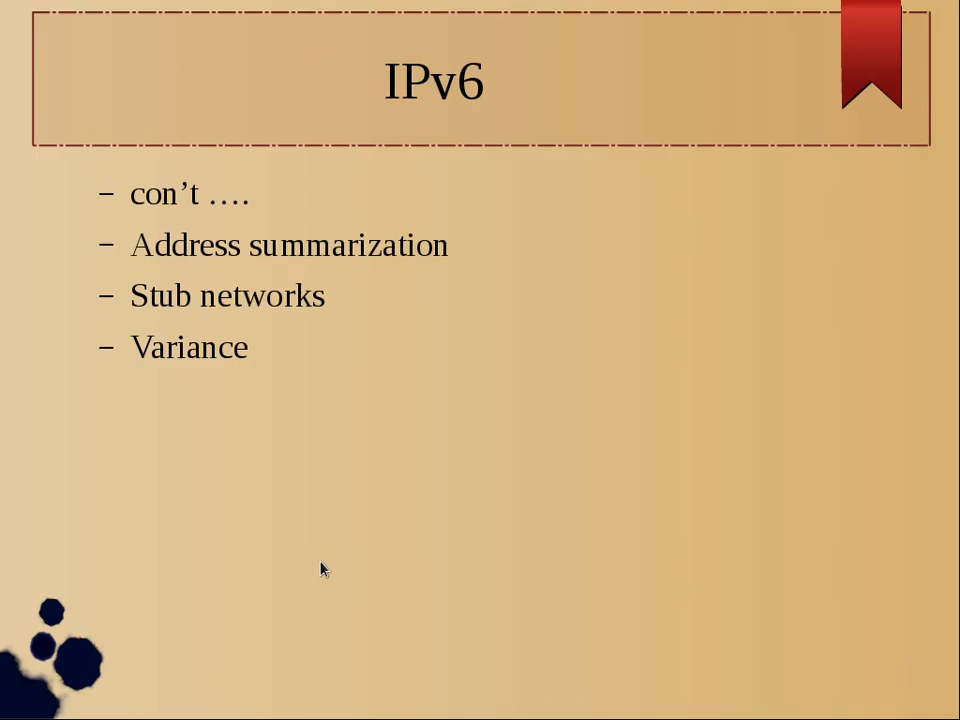 IPv6
– con’t ….
– Address summarization
– Stub networks
– Variance